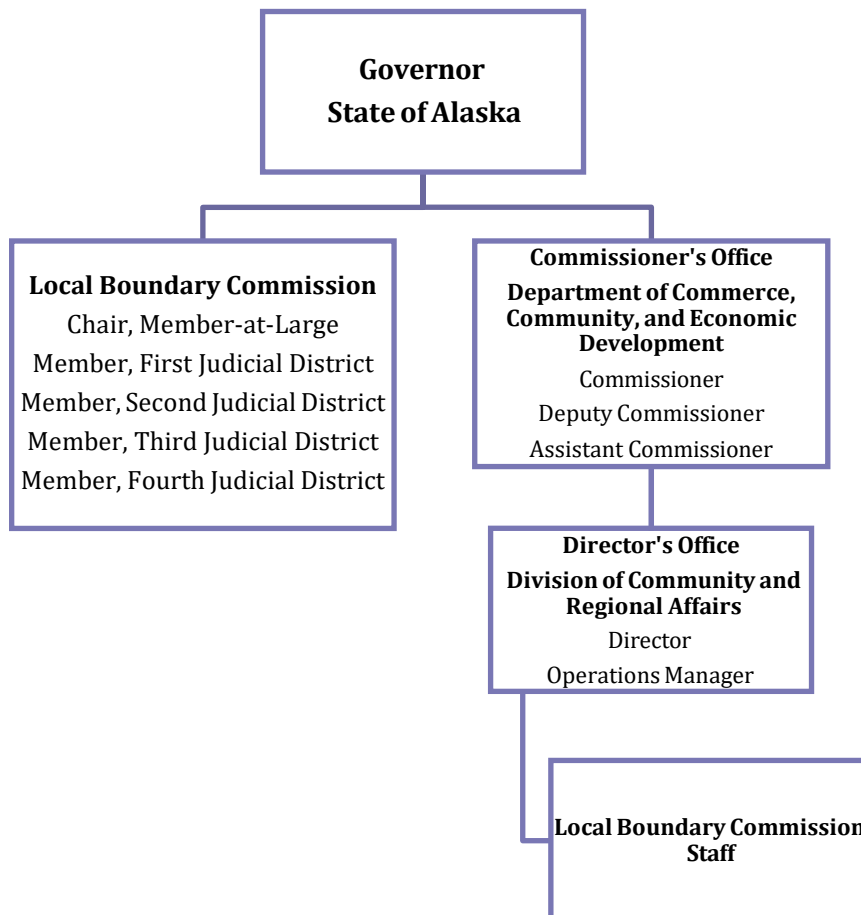 Governor
State of Alaska
Local Boundary Commission
Chair, Member-at-Large
Member, First Judicial District
Member, Second Judicial District
Member, Third Judicial District
Member, Fourth Judicial District
Commissioner's Office
Department of Commerce,
Community, and Economic
Development
Commissioner
Deputy Commissioner
Assistant Commissioner
Director's Office
Division of Community and
Regional Affairs
Director
Operations Manager
Local Boundary Commission
Staff